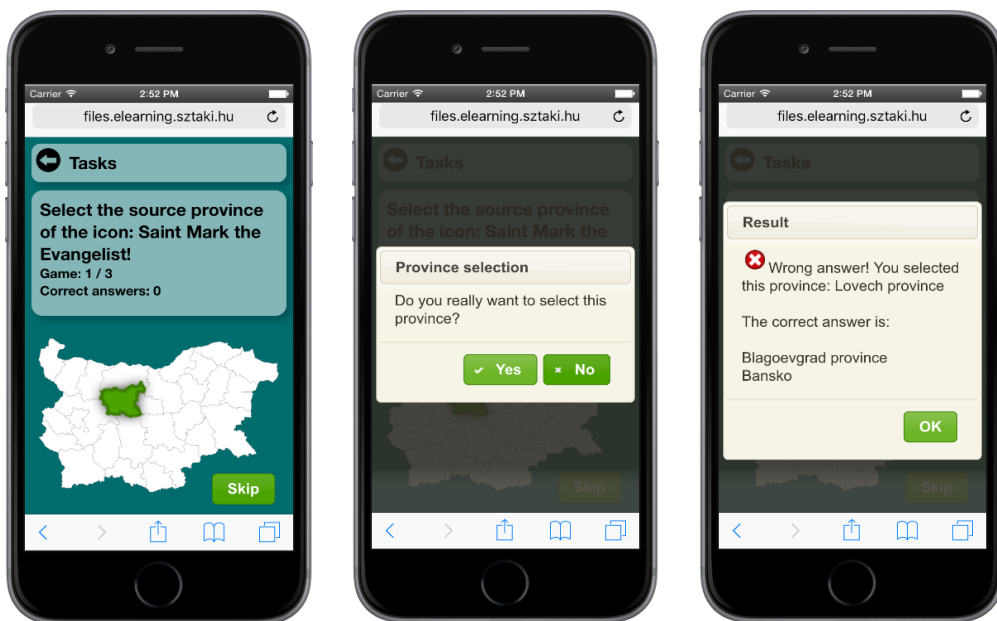 Carrier 2:52 PM
files.elearning.sztaki.hu
Tasks
Select the source province
of the icon: Saint Mark the
Evangelist!
Game: 1 / 3
Correct answers: 0
Skip
Carrier 2:52 PM
files.elearning.sztaki.hu
Tasks
Select the source province
of the icon: Saint Mark the
Province selection
Do you really want to select this
province?
Yes
No
Skip
Carrier 2:52 PM
files.elearning.sztaki.hu
Tasks
Result
Wrong answer! You selected
this province: Lovech province
The correct answer is:
Blagoevgrad province
Bansko
OK
Skip